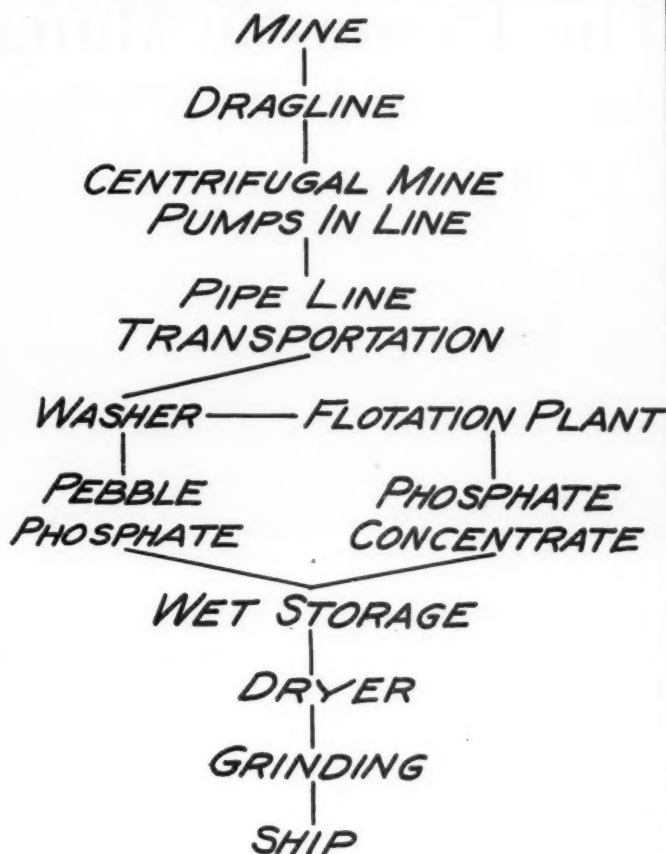 MINE
DRAGLINE
CENTRIFUGAL MINE
PUMPS IN LINE
PIPE LINE
TRANSPORTATION
WASHER FLOTATION PLANT
PEBBLE PHOSPHATE
PHOSPHATE CONCENTRATE
WET STORAGE
DRYER
GRINDING
SHIP